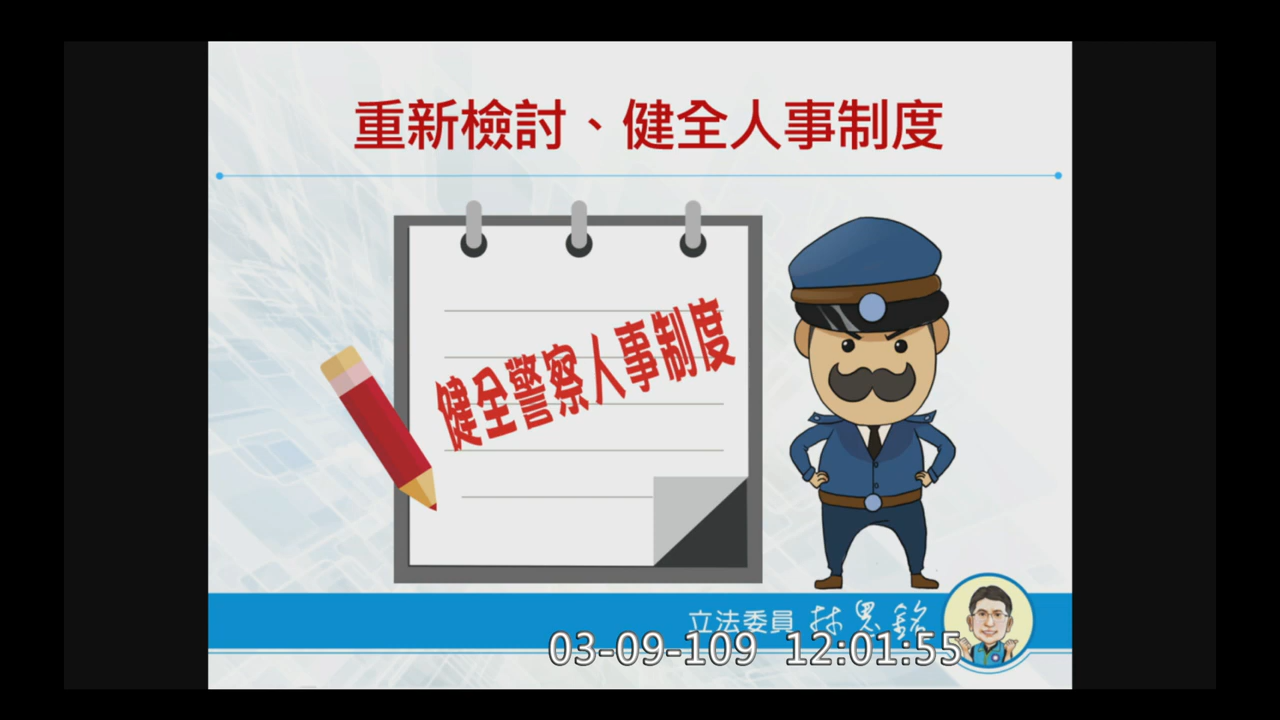 重新檢討、健全人事制度
健全警察人事制度
立法委員 林思銘
03-09-109 12:01:55